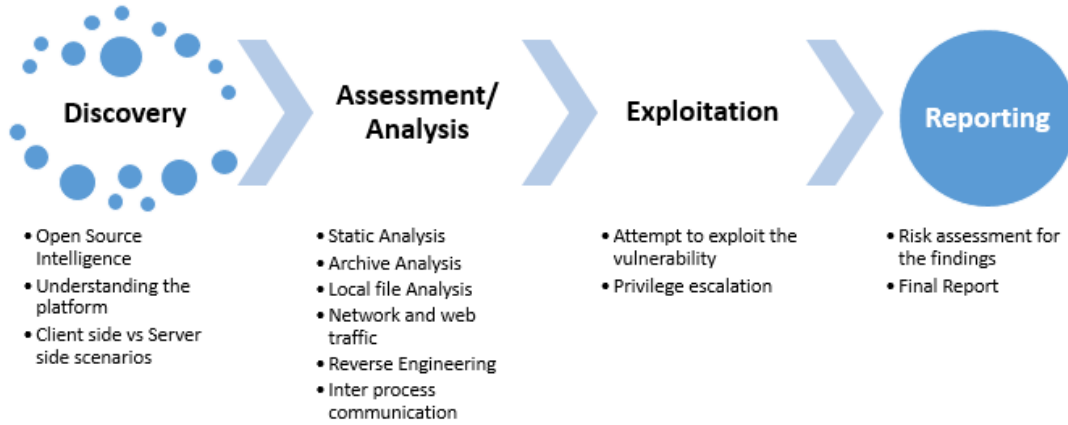 Discovery
Assessment/
Analysis
Exploitation
Reporting
• Open Source
Intelligence
• Understanding the
platform
• Client side vs Server
side scenarios
• Static Analysis
• Archive Analysis
• Local file Analysis
• Network and web
traffic
• Reverse Engineering
• Inter process
communication
• Attempt to exploit the
vulnerability
• Privilege escalation
• Risk assessment for
the findings
• Final Report